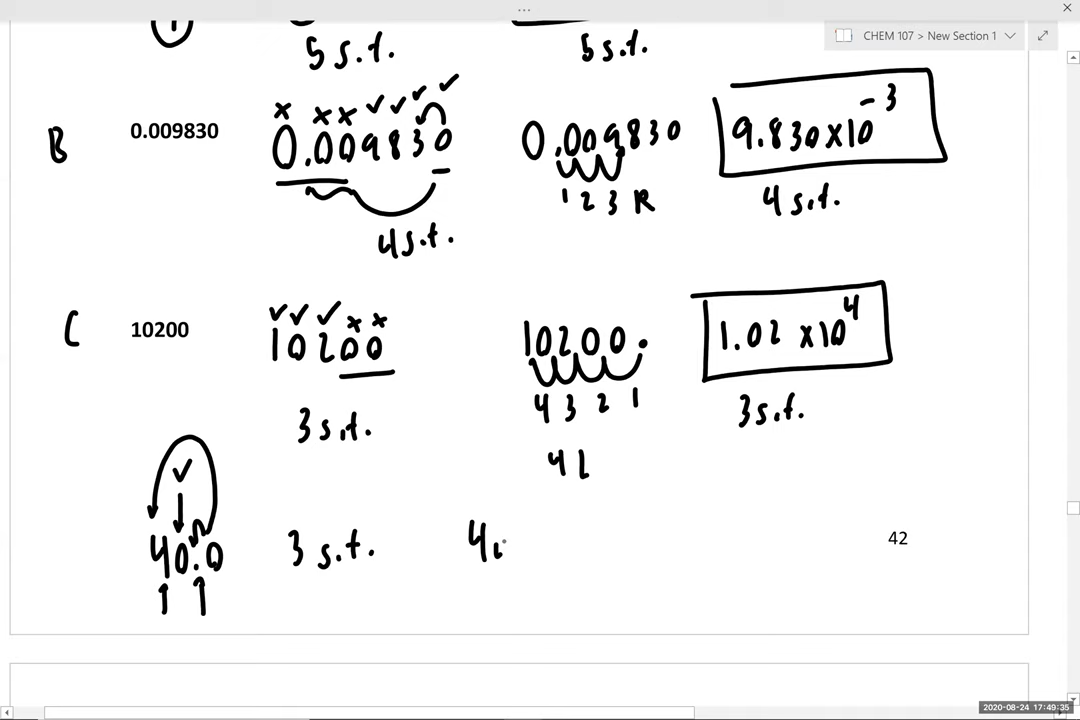 CHEM 107 > New Section 1
5 s.f. 5 s.f.
B 0.009830 0.009830 0.009830 9.830 x 10 -3
1 2 3 R
4 s.f. 4 s.f.
C 10200 10200 10200. 1.02 x 10 4
4 3 2 1
3 s.f. 3 s.f.
4 L
40.0 3 s.f. 42
2020-08-24 17:49:35